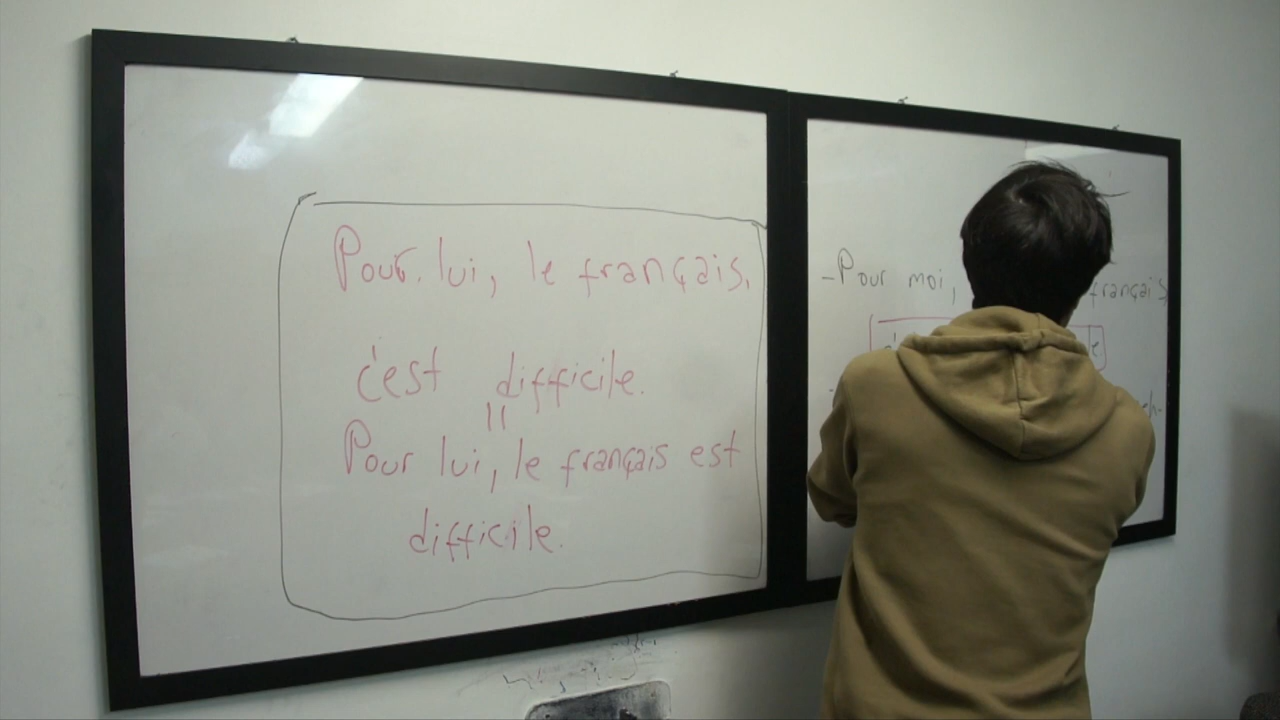 Pour lui, le français,
c'est difficile.
=
Pour lui, le français est
difficile.
-Pour moi, français